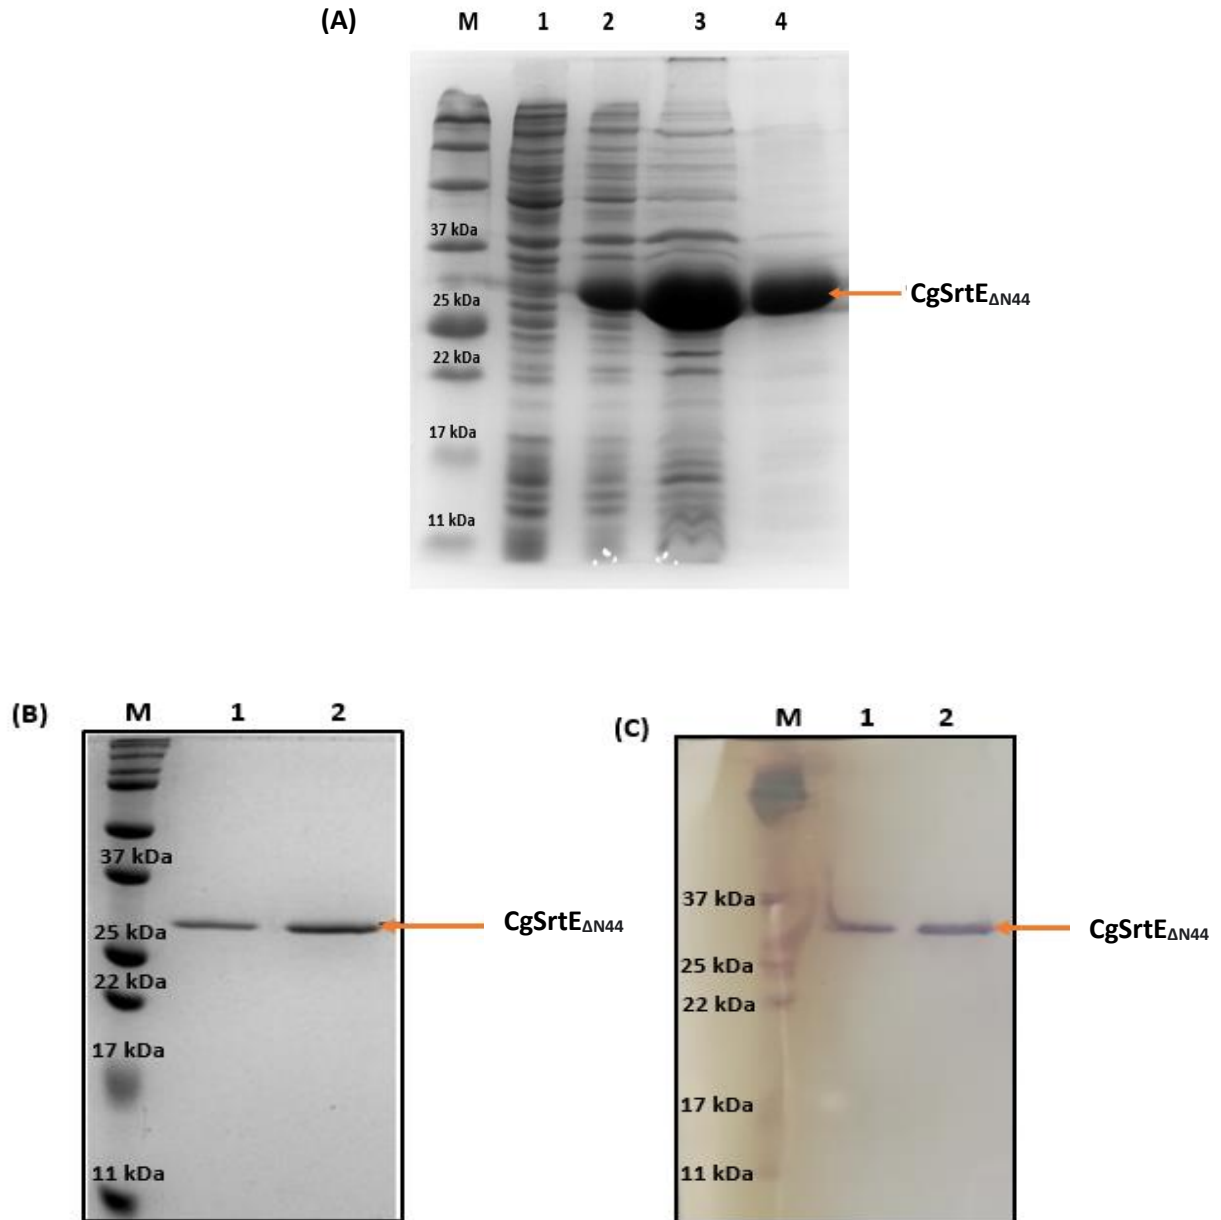 (A) M 1 2 3 4
37 kDa
25 kDa
CgSrtEΔN44
22 kDa
17 kDa
11 kDa
(B) M 1 2
37 kDa
25 kDa
CgSrtEΔN44
22 kDa
17 kDa
11 kDa
(C) M 1 2
37 kDa
CgSrtEΔN44
25 kDa
22 kDa
17 kDa
11 kDa